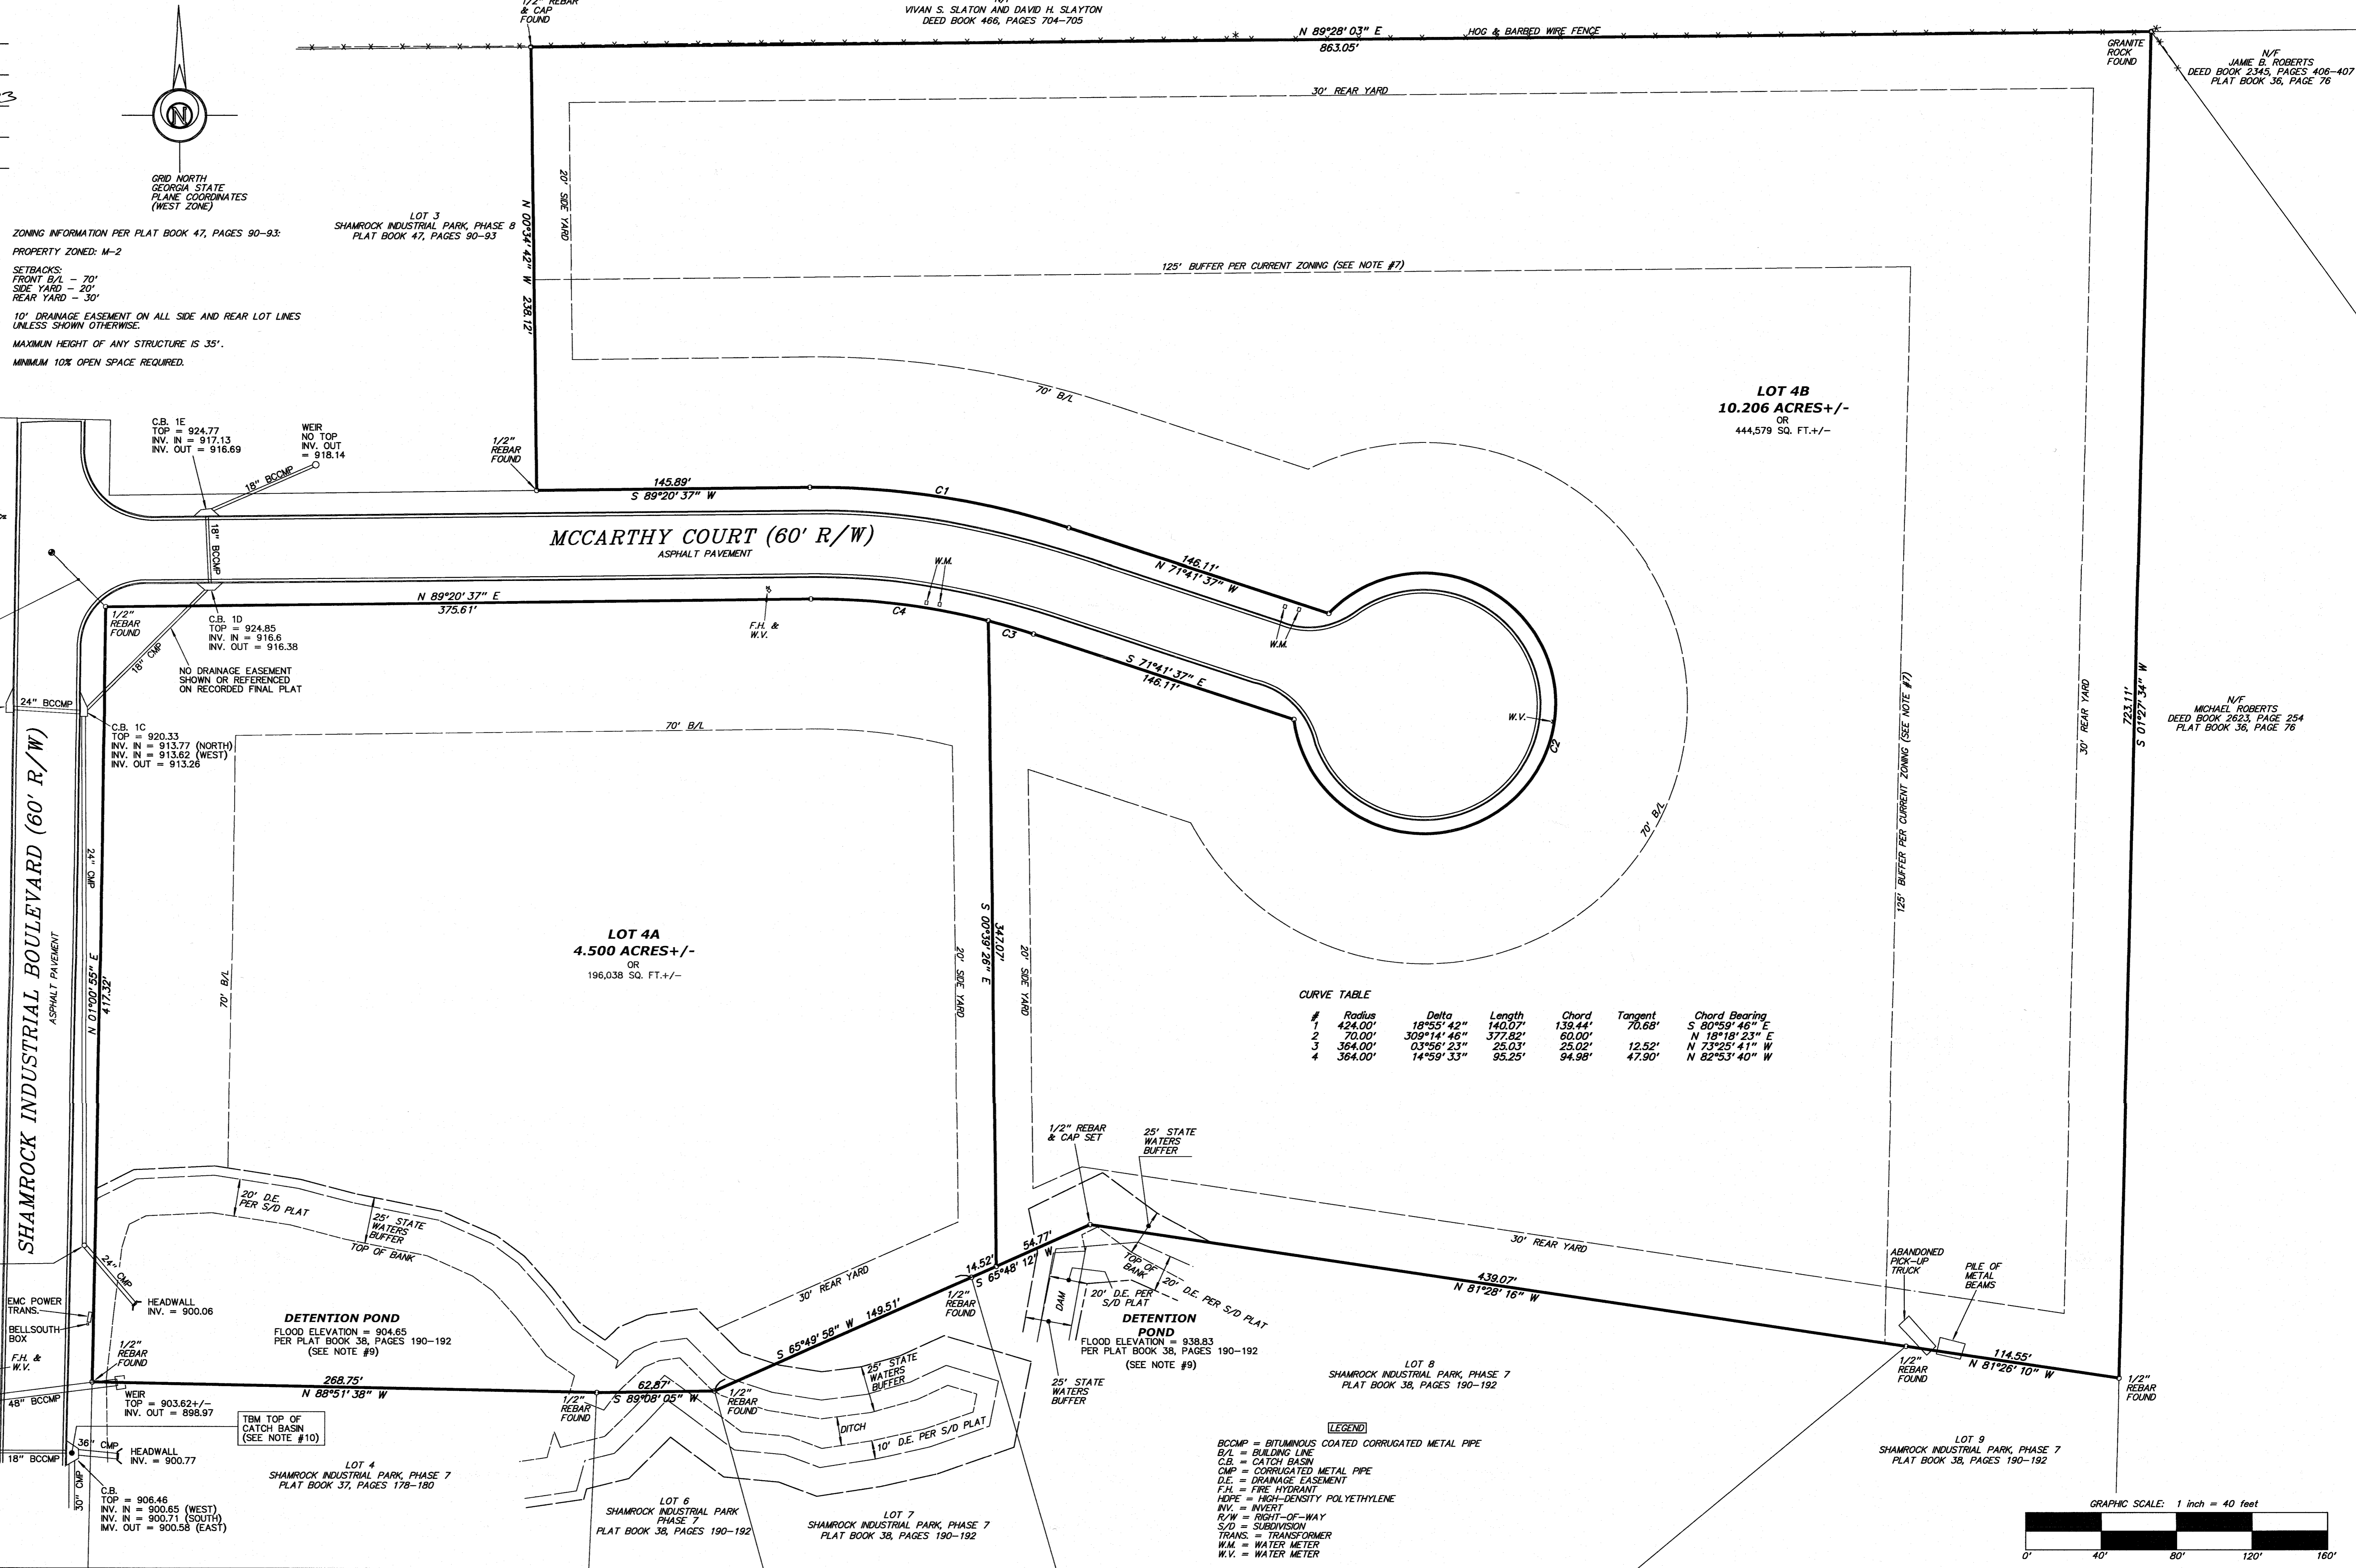 1/2" REBAR
& CAP
FOUND
VIVAN S. SLATON AND DAVID H. SLAYTON
DEED BOOK 466, PAGES 704-705
N 89°28'03" E
863.05'
HOG & BARBED WIRE FENCE
GRANITE
ROCK
FOUND
N/F
JAMIE B. ROBERTS
DEED BOOK 2345, PAGES 406-407
PLAT BOOK 36, PAGE 76
N
GRID NORTH
GEORGIA STATE
PLANE COORDINATES
(WEST ZONE)
30' REAR YARD
20' SIDE YARD
N 00°34'42" W 238.12'
LOT 3
SHAMROCK INDUSTRIAL PARK, PHASE 8
PLAT BOOK 47, PAGES 90-93
ZONING INFORMATION PER PLAT BOOK 47, PAGES 90-93:
PROPERTY ZONED: M-2
SETBACKS:
FRONT B/L - 70'
SIDE YARD - 20'
REAR YARD - 30'
10' DRAINAGE EASEMENT ON ALL SIDE AND REAR LOT LINES
UNLESS SHOWN OTHERWISE.
MAXIMUN HEIGHT OF ANY STRUCTURE IS 35'.
MINIMUM 10% OPEN SPACE REQUIRED.
125' BUFFER PER CURRENT ZONING (SEE NOTE #7)
70' B/L
LOT 4B
10.206 ACRES+/-
OR
444,579 SQ. FT.+/-
C.B. 1E
TOP = 924.77
INV. IN = 917.13
INV. OUT = 916.69
WEIR
NO TOP
INV. OUT
= 918.14
18" BCCMP
18" BCCMP
1/2"
REBAR
FOUND
145.89'
S 89°20'37" W
C1
MCCARTHY COURT (60' R/W)
ASPHALT PAVEMENT
146.11'
N 71°41'37" W
W.M.
W.M.
N 89°20'37" E
375.61'
F.H. &
W.V.
C4
C3
S 71°41'37" E
146.11'
W.V.
C2
70' B/L
1/2"
REBAR
FOUND
C.B. 1D
TOP = 924.85
INV. IN = 916.6
INV. OUT = 916.38
18" CMP
NO DRAINAGE EASEMENT
SHOWN OR REFERENCED
ON RECORDED FINAL PLAT
24" BCCMP
C.B. 1C
TOP = 920.33
INV. IN = 913.77 (NORTH)
INV. IN = 913.62 (WEST)
INV. OUT = 913.26
70' B/L
125' BUFFER PER CURRENT ZONING (SEE NOTE #7)
30' REAR YARD
723.11'
S 01°27'34" W
N/F
MICHAEL ROBERTS
DEED BOOK 2623, PAGE 254
PLAT BOOK 36, PAGE 76
SHAMROCK INDUSTRIAL BOULEVARD (60' R/W)
ASPHALT PAVEMENT
24" CMP
N 01°00'55" E
417.32'
70' B/L
LOT 4A
4.500 ACRES+/-
OR
196,038 SQ. FT.+/-
20' SIDE YARD
S 00°39'26" E
347.07'
20' SIDE YARD
CURVE TABLE
# Radius Delta Length Chord Tangent Chord Bearing
1 424.00' 18°55'42" 140.07' 139.44' 70.68' S 80°59'46" E
2 70.00' 309°14'46" 377.82' 60.00' N 18°18'23" E
3 364.00' 03°56'23" 25.03' 25.02' 12.52' N 73°25'41" W
4 364.00' 14°59'33" 95.25' 94.98' 47.90' N 82°53'40" W
1/2" REBAR
& CAP SET
25' STATE
WATERS
BUFFER
20' D.E.
PER S/D PLAT
25' STATE
WATERS
BUFFER
TOP OF BANK
24" CMP
HEADWALL
INV. = 900.06
EMC POWER
TRANS.
BELLSOUTH
BOX
F.H. &
W.V.
1/2"
REBAR
FOUND
DETENTION POND
FLOOD ELEVATION = 904.65
PER PLAT BOOK 38, PAGES 190-192
(SEE NOTE #9)
30' REAR YARD
S 65°49'58" W
149.51'
14.52'
54.77'
S 65°48'12" W
1/2"
REBAR
FOUND
DAM
20' D.E. PER
S/D PLAT
TOP OF
BANK
20' D.E. PER S/D PLAT
DETENTION
POND
FLOOD ELEVATION = 938.83
PER PLAT BOOK 38, PAGES 190-192
(SEE NOTE #9)
25' STATE
WATERS
BUFFER
30' REAR YARD
439.07'
N 81°28'16" W
ABANDONED
PICK-UP
TRUCK
PILE OF
METAL
BEAMS
114.55'
N 81°26'10" W
1/2"
REBAR
FOUND
1/2"
REBAR
FOUND
48" BCCMP
WEIR
TOP = 903.62+/-
INV. OUT = 898.97
268.75'
N 88°51'38" W
1/2"
REBAR
FOUND
62.87'
S 89°08'05" W
1/2"
REBAR
FOUND
25' STATE
WATERS
BUFFER
DITCH
10' D.E. PER S/D PLAT
TBM TOP OF
CATCH BASIN
(SEE NOTE #10)
36" CMP
HEADWALL
INV. = 900.77
18" BCCMP
30" CMP
C.B.
TOP = 906.46
INV. IN = 900.65 (WEST)
INV. IN = 900.71 (SOUTH)
IMV. OUT = 900.58 (EAST)
LOT 4
SHAMROCK INDUSTRIAL PARK, PHASE 7
PLAT BOOK 37, PAGES 178-180
LOT 6
SHAMROCK INDUSTRIAL PARK
PHASE 7
PLAT BOOK 38, PAGES 190-192
LOT 7
SHAMROCK INDUSTRIAL PARK, PHASE 7
PLAT BOOK 38, PAGES 190-192
LOT 8
SHAMROCK INDUSTRIAL PARK, PHASE 7
PLAT BOOK 38, PAGES 190-192
LEGEND
BCCMP = BITUMINOUS COATED CORRUGATED METAL PIPE
B/L = BUILDING LINE
C.B. = CATCH BASIN
CMP = CORRUGATED METAL PIPE
D.E. = DRAINAGE EASEMENT
F.H. = FIRE HYDRANT
HDPE = HIGH-DENSITY POLYETHYLENE
INV. = INVERT
R/W = RIGHT-OF-WAY
S/D = SUBDIVISION
TRANS. = TRANSFORMER
W.M. = WATER METER
W.V. = WATER METER
LOT 9
SHAMROCK INDUSTRIAL PARK, PHASE 7
PLAT BOOK 38, PAGES 190-192
GRAPHIC SCALE: 1 inch = 40 feet
0' 40' 80' 120' 160'